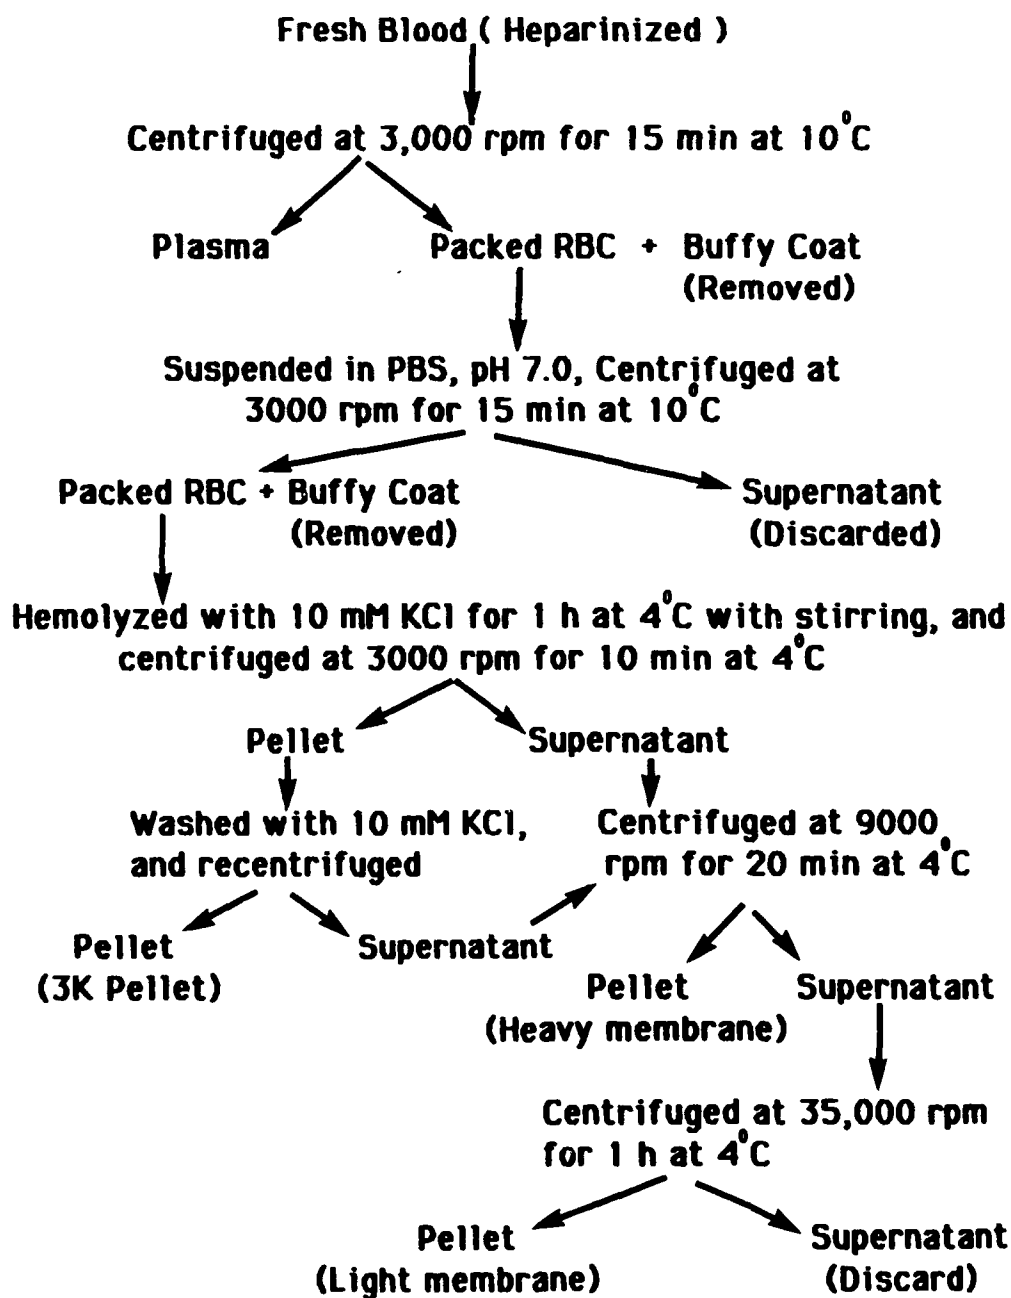 Fresh Blood ( Heparinized )
Centrifuged at 3,000 rpm for 15 min at 10°C
Plasma
Packed RBC + Buffy Coat
(Removed)
Suspended in PBS, pH 7.0, Centrifuged at
3000 rpm for 15 min at 10°C
Packed RBC + Buffy Coat
(Removed)
Supernatant
(Discarded)
Hemolyzed with 10 mM KCl for 1 h at 4°C with stirring, and
centrifuged at 3000 rpm for 10 min at 4°C
Pellet
Supernatant
Washed with 10 mM KCl,
and recentrifuged
Centrifuged at 9000
rpm for 20 min at 4°C
Pellet
(3K Pellet)
Supernatant
Pellet
(Heavy membrane)
Supernatant
Centrifuged at 35,000 rpm
for 1 h at 4°C
Pellet
(Light membrane)
Supernatant
(Discard)